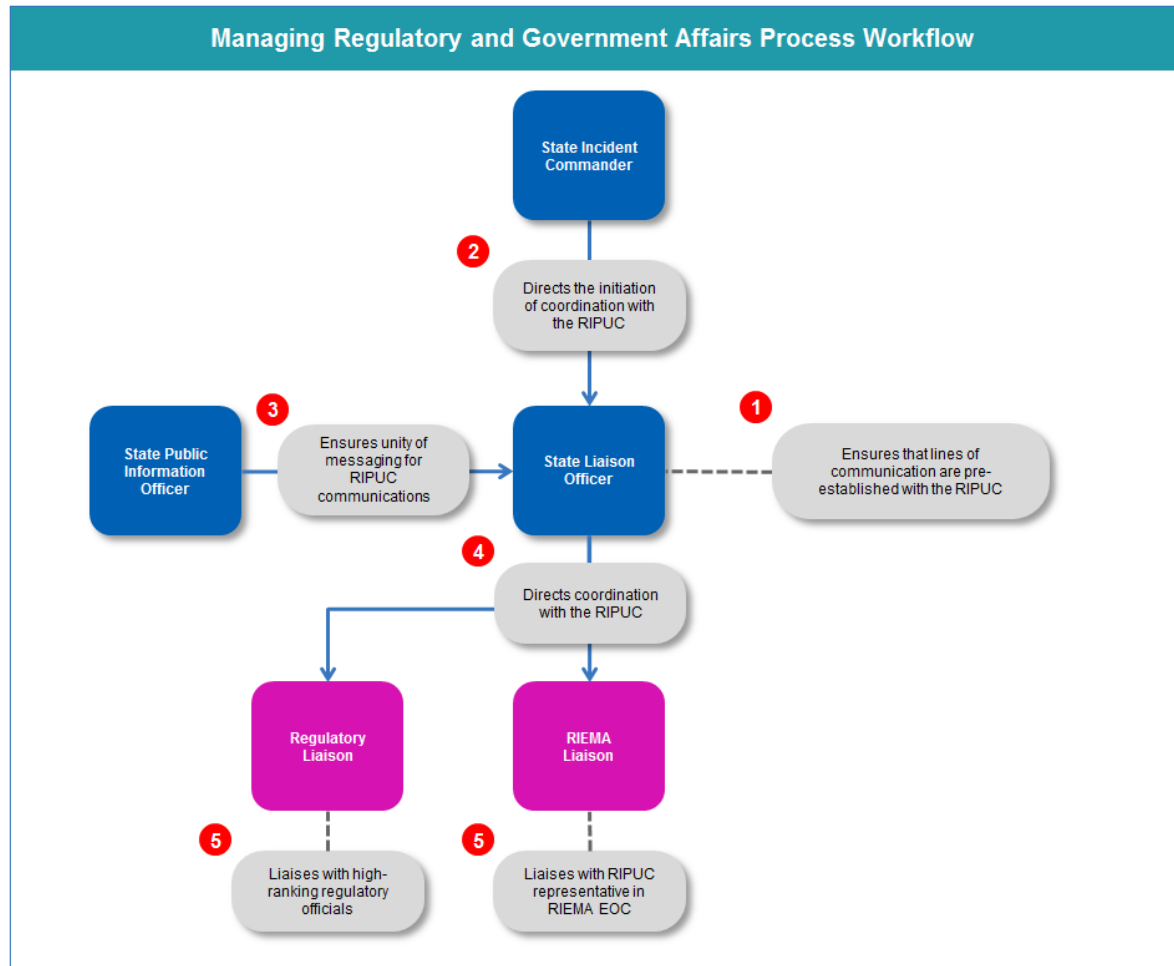 Managing Regulatory and Government Affairs Process Workflow
State Incident
Commander
2
Directs the initiation
of coordination with
the RIPUC
3
1
State Public
Information
Officer
Ensures unity of
messaging for
RIPUC
communications
State Liaison
Officer
Ensures that lines of
communication are pre-
established with the RIPUC
4
Directs coordination
with the RIPUC
Regulatory
Liaison
RIEMA
Liaison
5
Liaises with high-
ranking regulatory
officials
5
Liaises with RIPUC
representative in
RIEMA EOC